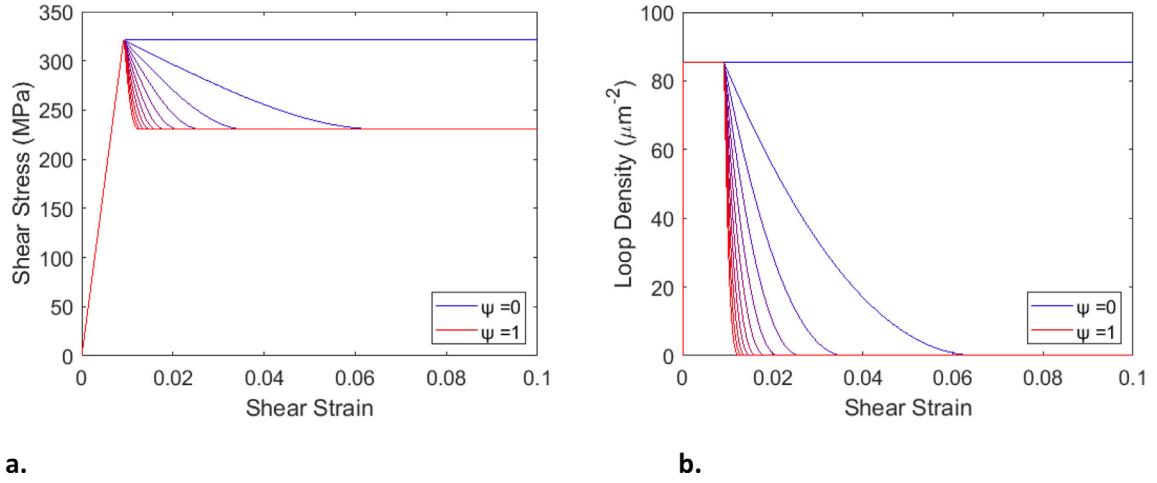 350
300
250
200
150
100
50
0
Shear Stress (MPa)
0 0.02 0.04 0.06 0.08 0.1
Shear Strain
ψ =0
ψ =1
a.
100
80
60
40
20
0
Loop Density (μm-2)
0 0.02 0.04 0.06 0.08 0.1
Shear Strain
ψ =0
ψ =1
b.